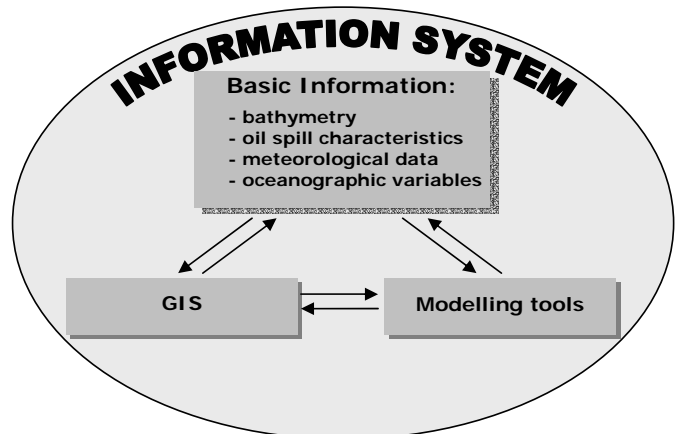 INFORMATION SYSTEM
Basic Information:
- bathymetry
- oil spill characteristics
- meteorological data
- oceanographic variables
GIS
Modelling tools